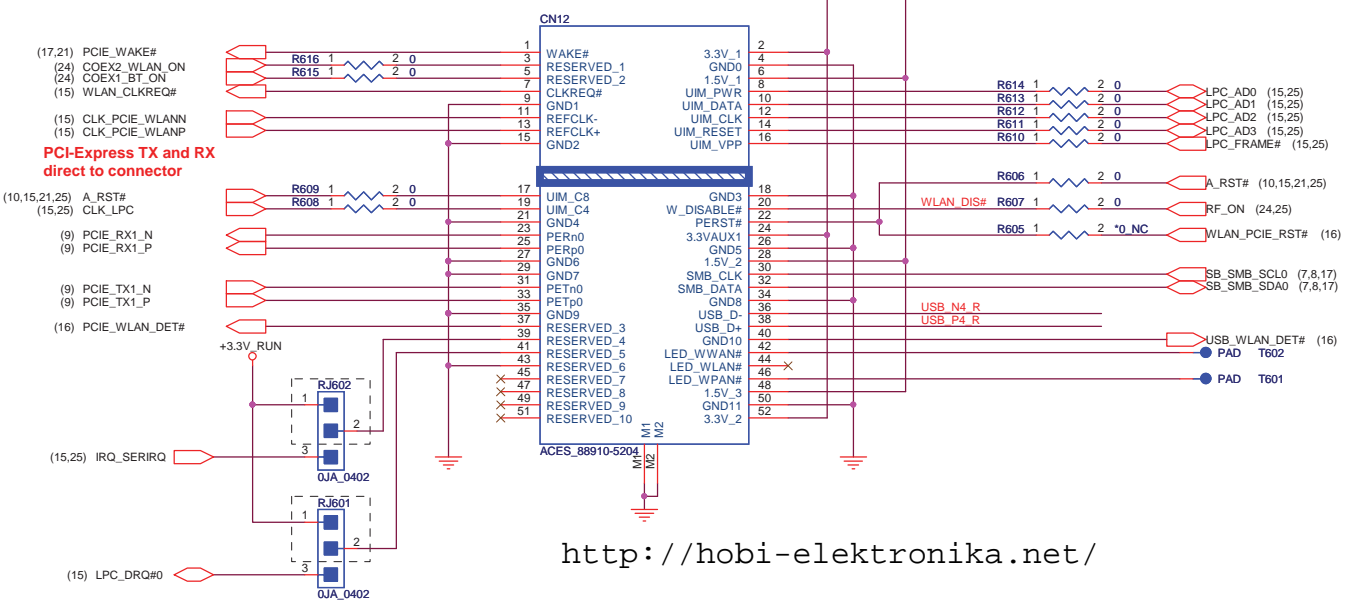 CN12
(17,21) PCIE_WAKE#
(24) COEX2_WLAN_ON R616 1 2 0
(24) COEX1_BT_ON R615 1 2 0
(15) WLAN_CLKREQ#
(15) CLK_PCIE_WLANN
(15) CLK_PCIE_WLANP
PCI-Express TX and RX
direct to connector
(10,15,21,25) A_RST# R609 1 2 0
(15,25) CLK_LPC R608 1 2 0
(9) PCIE_RX1_N
(9) PCIE_RX1_P
(9) PCIE_TX1_N
(9) PCIE_TX1_P
(16) PCIE_WLAN_DET#
+3.3V_RUN
RJ602
1
2
3
(15,25) IRQ_SERIRQ
0JA_0402
RJ601
1
2
3
(15) LPC_DRQ#0
0JA_0402
1 WAKE#
3 RESERVED_1
5 RESERVED_2
7 CLKREQ#
9 GND1
11 REFCLK-
13 REFCLK+
15 GND2
17 UIM_C8
19 UIM_C4
21 GND4
23 PERn0
25 PERp0
27 GND6
29 GND7
31 PETn0
33 PETp0
35 GND9
37 RESERVED_3
39 RESERVED_4
41 RESERVED_5
43 RESERVED_6
45 RESERVED_7
47 RESERVED_8
49 RESERVED_9
51 RESERVED_10
3.3V_1 2
GND0 4
1.5V_1 6
UIM_PWR 8
UIM_DATA 10
UIM_CLK 12
UIM_RESET 14
UIM_VPP 16
GND3 18
W_DISABLE# 20
PERST# 22
3.3VAUX1 24
GND5 26
1.5V_2 28
SMB_CLK 30
SMB_DATA 32
GND8 34
USB_D- 36
USB_D+ 38
GND10 40
LED_WWAN# 42
LED_WLAN# 44
LED_WPAN# 46
1.5V_3 48
GND11 50
3.3V_2 52
M1
M2
ACES_88910-5204
M1
M2
R614 1 2 0 LPC_AD0 (15,25)
R613 1 2 0 LPC_AD1 (15,25)
R612 1 2 0 LPC_AD2 (15,25)
R611 1 2 0 LPC_AD3 (15,25)
R610 1 2 0 LPC_FRAME# (15,25)
R606 1 2 0 A_RST# (10,15,21,25)
WLAN_DIS# R607 1 2 0 RF_ON (24,25)
R605 1 2 *0_NC WLAN_PCIE_RST# (16)
SB_SMB_SCL0 (7,8,17)
SB_SMB_SDA0 (7,8,17)
USB_N4_R
USB_P4_R
USB_WLAN_DET# (16)
PAD T602
PAD T601
http://hobi-elektronika.net/